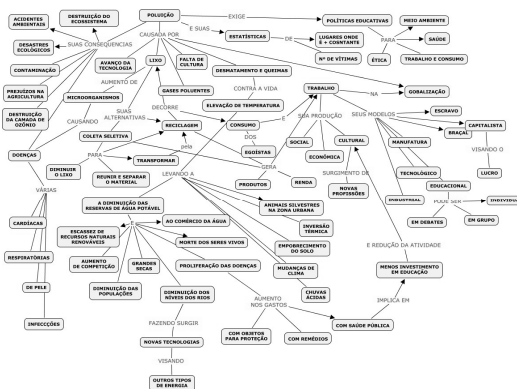 ACIDENTES
AMBIENTAIS
DESTRUIÇÃO DO
ECOSSISTEMA
POLUIÇÃO
EXIGE
POLÍTICAS EDUCATIVAS
MEIO AMBIENTE
E SUAS
ESTATÍSTICAS
DE
LUGARES ONDE
É + COSNTANTE
PARA
SAÚDE
DESASTRES
ECOLÓGICOS
SUAS CONSEQUENCIAS
CAUSADA POR
Nº DE VÍTIMAS
ÉTICA
TRABALHO E CONSUMO
CONTAMINAÇÃO
AVANÇO DA
TECNOLOGIA
LIXO
FALTA DE
CULTURA
DESMATAMENTO E QUEIMAS
PREJUÍZOS NA
AGRICULTURA
AUMENTO DE
GASES POLUENTES
CONTRA A VIDA
TRABALHO
NA
GOBALIZAÇÃO
MICROORGANISMOS
ELEVAÇÃO DE TEMPERATURA
DESTRUIÇÃO
DA CAMADA DE
OZÔNIO
CAUSANDO
SUAS
ALTERNATIVAS
DECORRE
E
SUA PRODUÇÃO
SEUS MODELOS
ESCRAVO
RECICLAGEM
CONSUMO
BRAÇAL
CAPITALISTA
COLETA SELETIVA
DOS
SOCIAL
CULTURAL
MANUFATURA
VISANDO O
DOENÇAS
PARA
pela
EGOÍSTAS
ECONÔMICA
TRANSFORMAR
GERA
SURGIMENTO DE
TECNOLÓGICO
LUCRO
DIMINUIR
O LIXO
REUNIR E SEPARAR
O MATERIAL
LEVANDO A
PRODUTOS
RENDA
NOVAS
PROFISSÕES
EDUCACIONAL
VÁRIAS
INDUSTRIAL
PODE SER
INDIVIDUAL
A DIMINUIÇÃO DAS
RESERVAS DE ÁGUA POTÁVEL
ANIMAIS SILVESTRES
NA ZONA URBANA
EM DEBATES
EM GRUPO
CARDÍACAS
E
AO COMÉRCIO DA ÁGUA
INVERSÃO
TÉRMICA
ESCASSEZ DE
RECURSOS NATURAIS
RENOVÁVEIS
MORTE DOS SERES VIVOS
EMPOBRECIMENTO
DO SOLO
E REDUÇÃO DA ATIVIDADE
RESPIRATÓRIAS
AUMENTO
DE COMPETIÇÃO
GRANDES
SECAS
PROLIFERAÇÃO DAS DOENÇAS
MUDANÇAS DE
CLIMA
MENOS INVESTIMENTO
EM EDUCAÇÃO
DE PELE
DIMINUIÇÃO DAS
POPULAÇÕES
DIMINUIÇÃO DOS
NÍVEIS DOS RIOS
AUMENTO
NOS GASTOS
CHUVAS
ÁCIDAS
IMPLICA EM
INFECÇÕES
FAZENDO SURGIR
COM SAÚDE PÚBLICA
NOVAS TECNOLOGIAS
COM OBJETOS
PARA PROTEÇÃO
COM REMÉDIOS
VISANDO
OUTROS TIPOS
DE ENERGIA